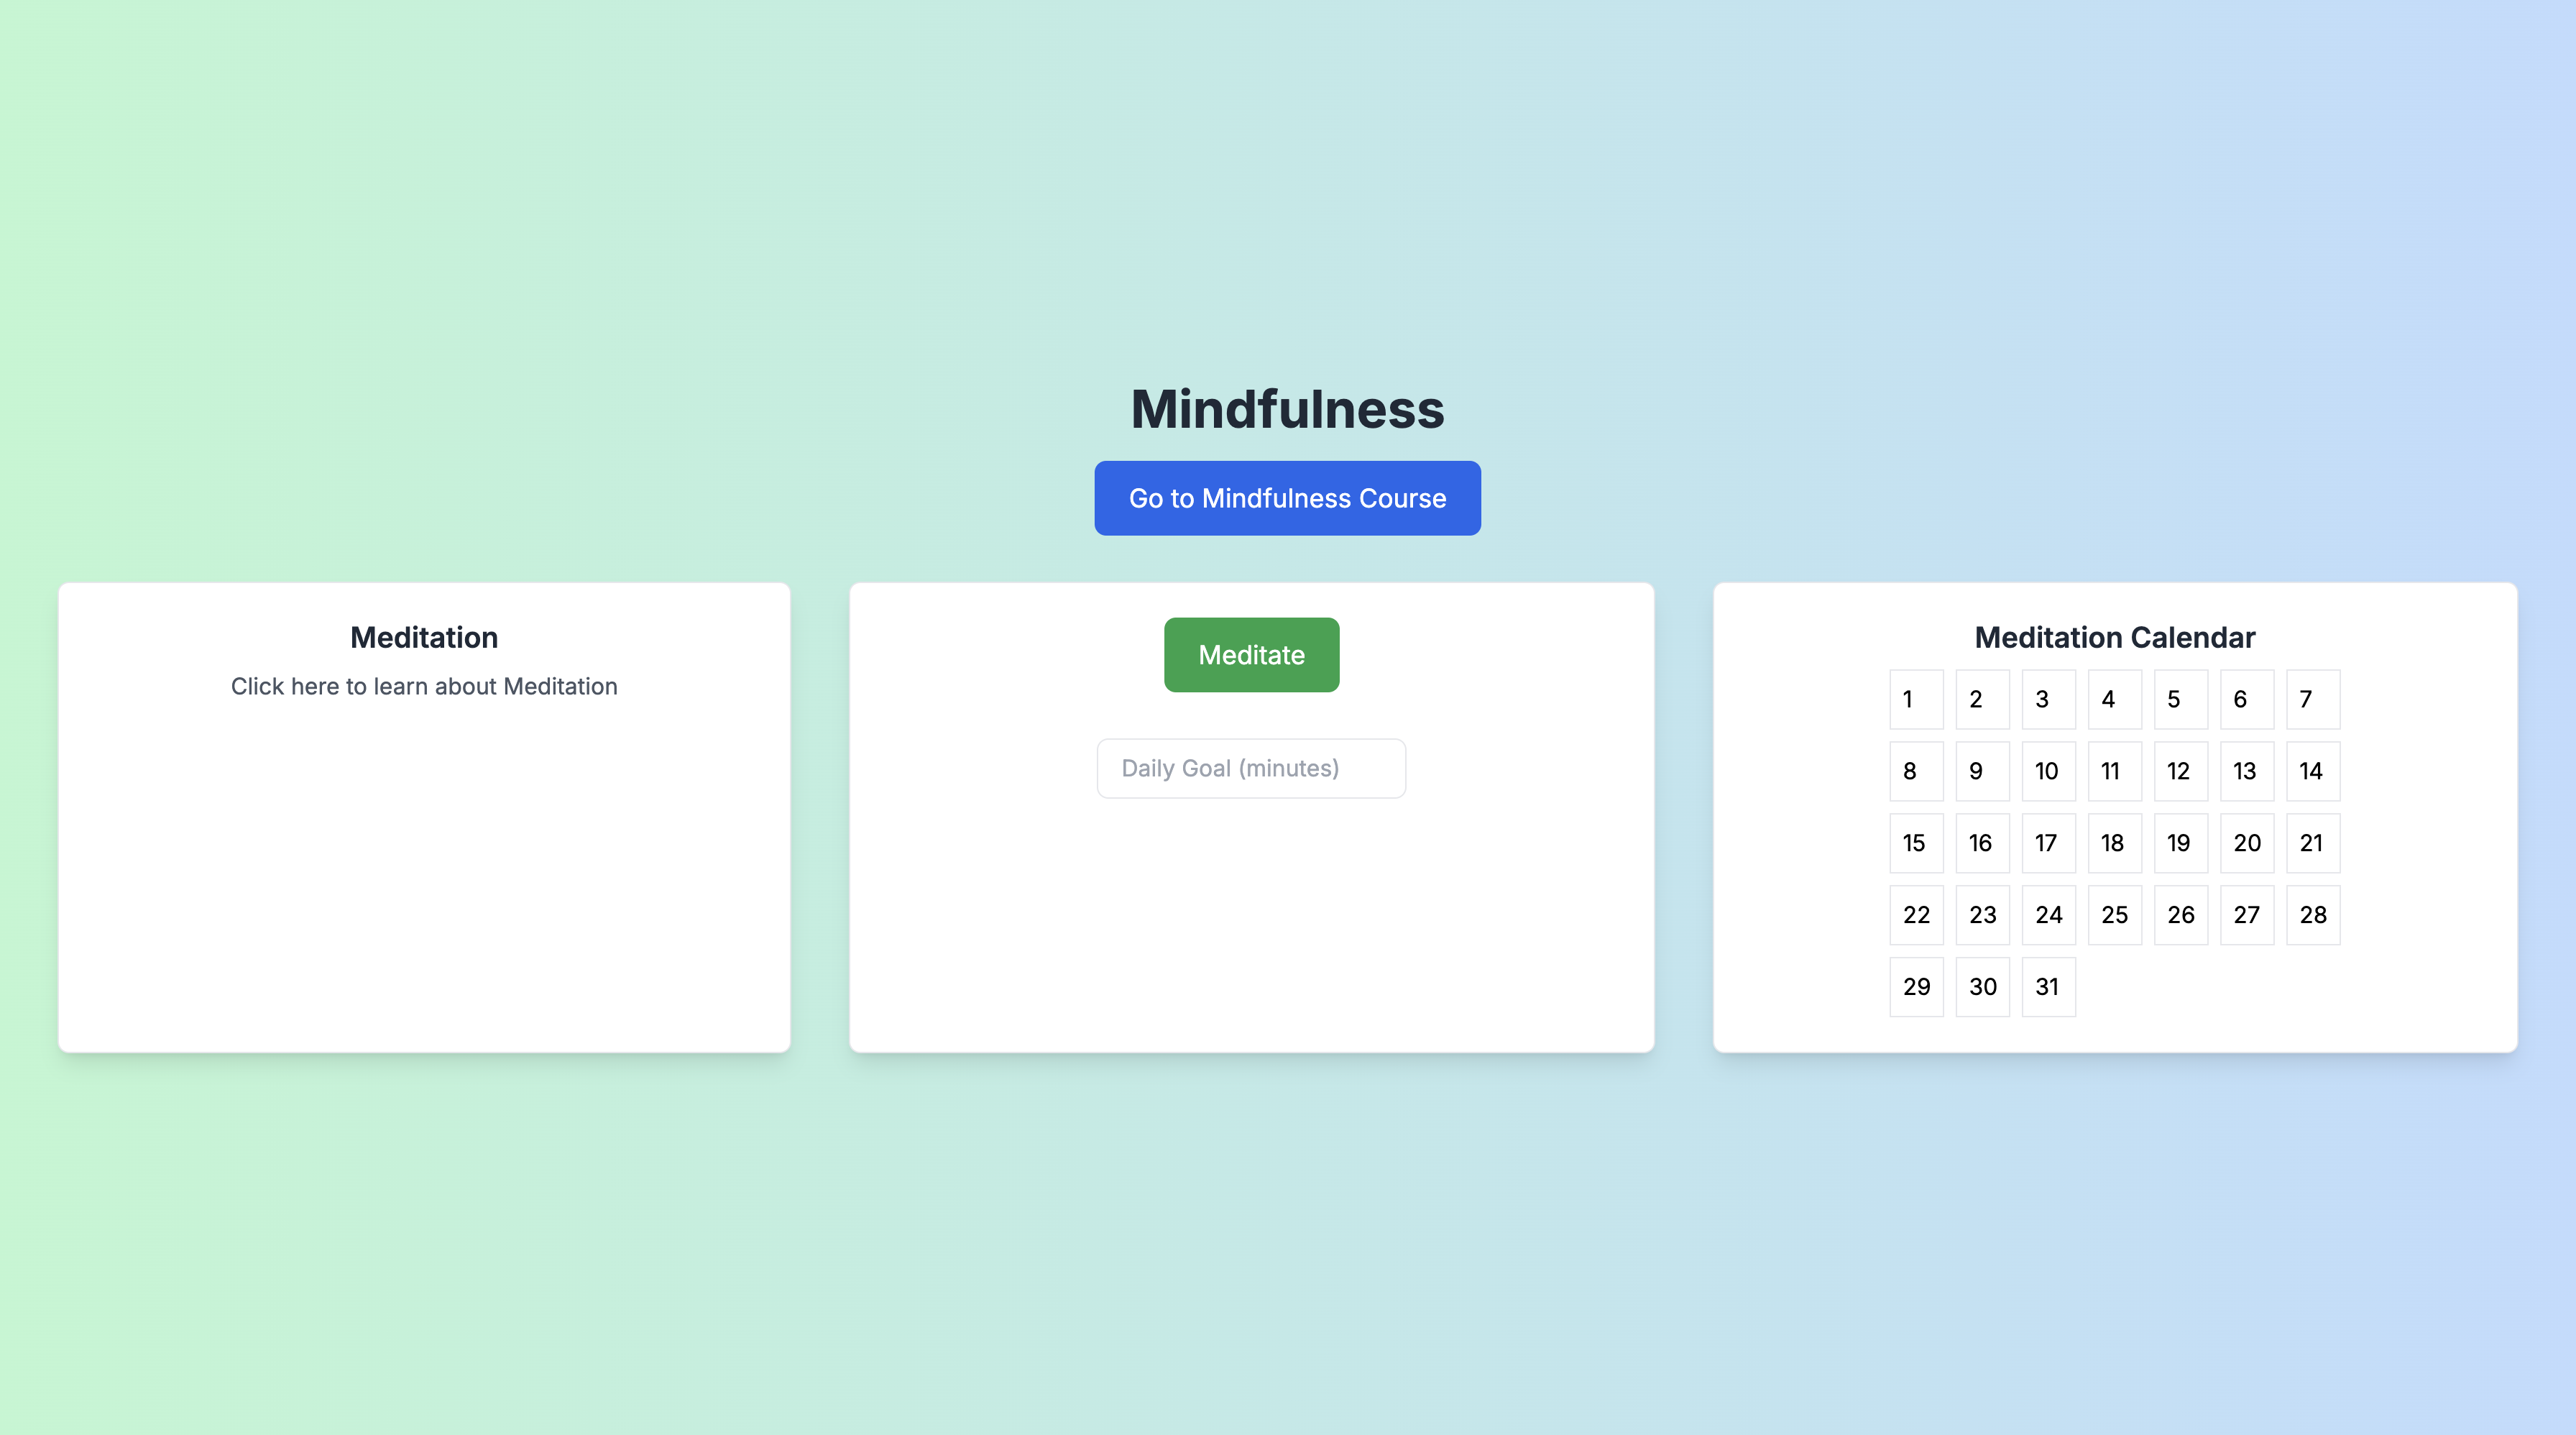 Mindfulness
Go to Mindfulness Course
Meditation
Click here to learn about Meditation
Meditate
Daily Goal (minutes)
Meditation Calendar
1 2 3 4 5 6 7
8 9 10 11 12 13 14
15 16 17 18 19 20 21
22 23 24 25 26 27 28
29 30 31